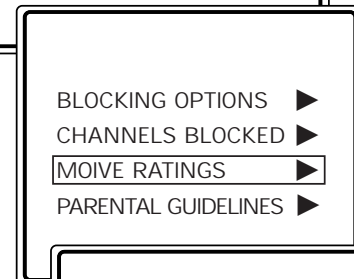 BLOCKING OPTIONS ▶
CHANNELS BLOCKED ▶
MOIVE RATINGS ▶
PARENTAL GUIDELINES ▶